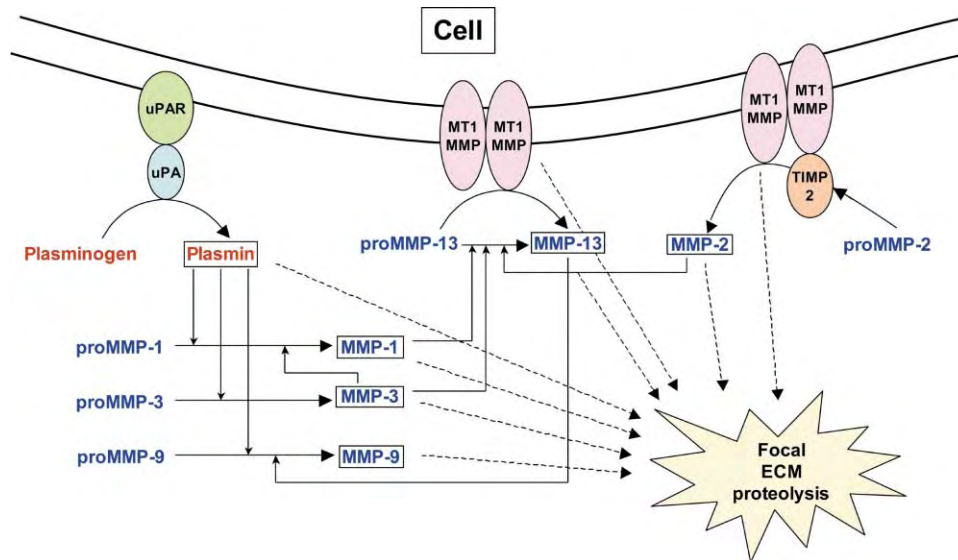 Cell
uPAR
uPA
MT1
MMP
MT1
MMP
MT1
MMP
MT1
MMP
TIMP
2
Plasminogen
Plasmin
proMMP-13
MMP-13
MMP-2
proMMP-2
proMMP-1
MMP-1
proMMP-3
MMP-3
proMMP-9
MMP-9
Focal
ECM
proteolysis